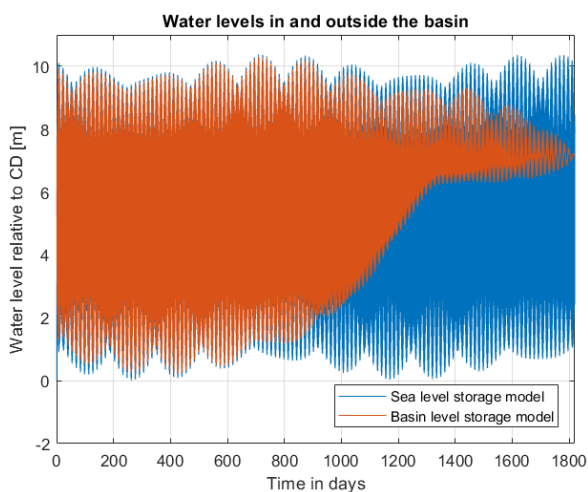 Water levels in and outside the basin
Water level relative to CD [m]
10
8
6
4
2
0
-2
0 200 400 600 800 1000 1200 1400 1600 1800
Time in days
Sea level storage model
Basin level storage model